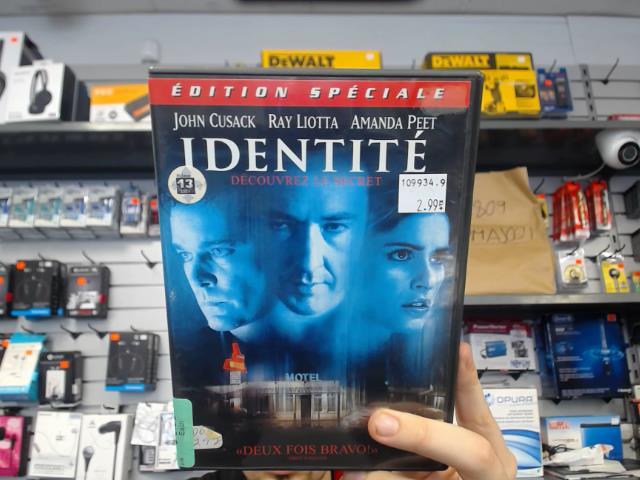 DEWALT
DEWALT
ÉDITION SPÉCIALE
JOHN CUSACK RAY LIOTTA AMANDA PEET
IDENTITÉ
DÉCOUVREZ LE SECRET
13
109934.9
2.99
809
MOTEL
«DEUX FOIS BRAVO!»
OPURA